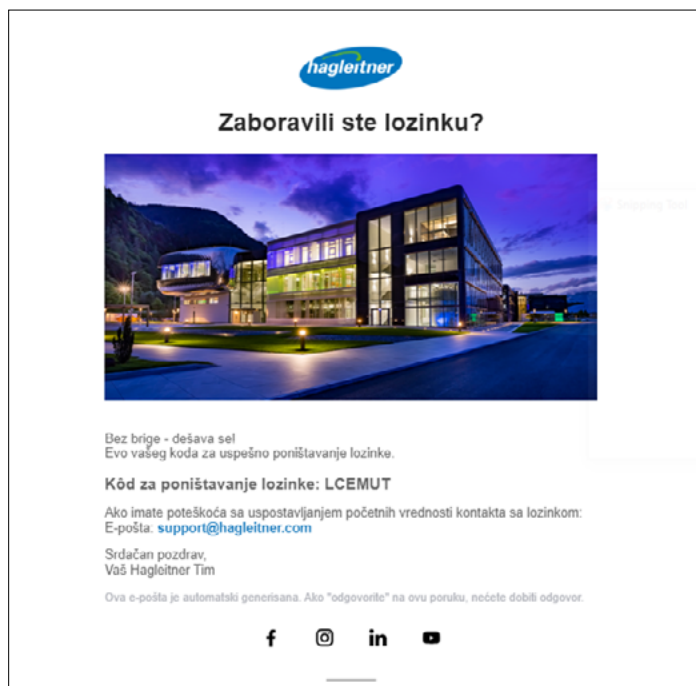 hagleitner
Zaboravili ste lozinku?
Snipping Tool
Bez brige - dešava se!
Evo vašeg koda za uspešno poništavanje lozinke.
Kôd za poništavanje lozinke: LCEMUT
Ako imate poteškoća sa uspostavljanjem početnih vrednosti kontakta sa lozinkom:
E-pošta: support@hagleitner.com
Srdačan pozdrav,
Vaš Hagleitner Tim
Ova e-pošta je automatski generisana. Ako "odgovorite" na ovu poruku, nećete dobiti odgovor.